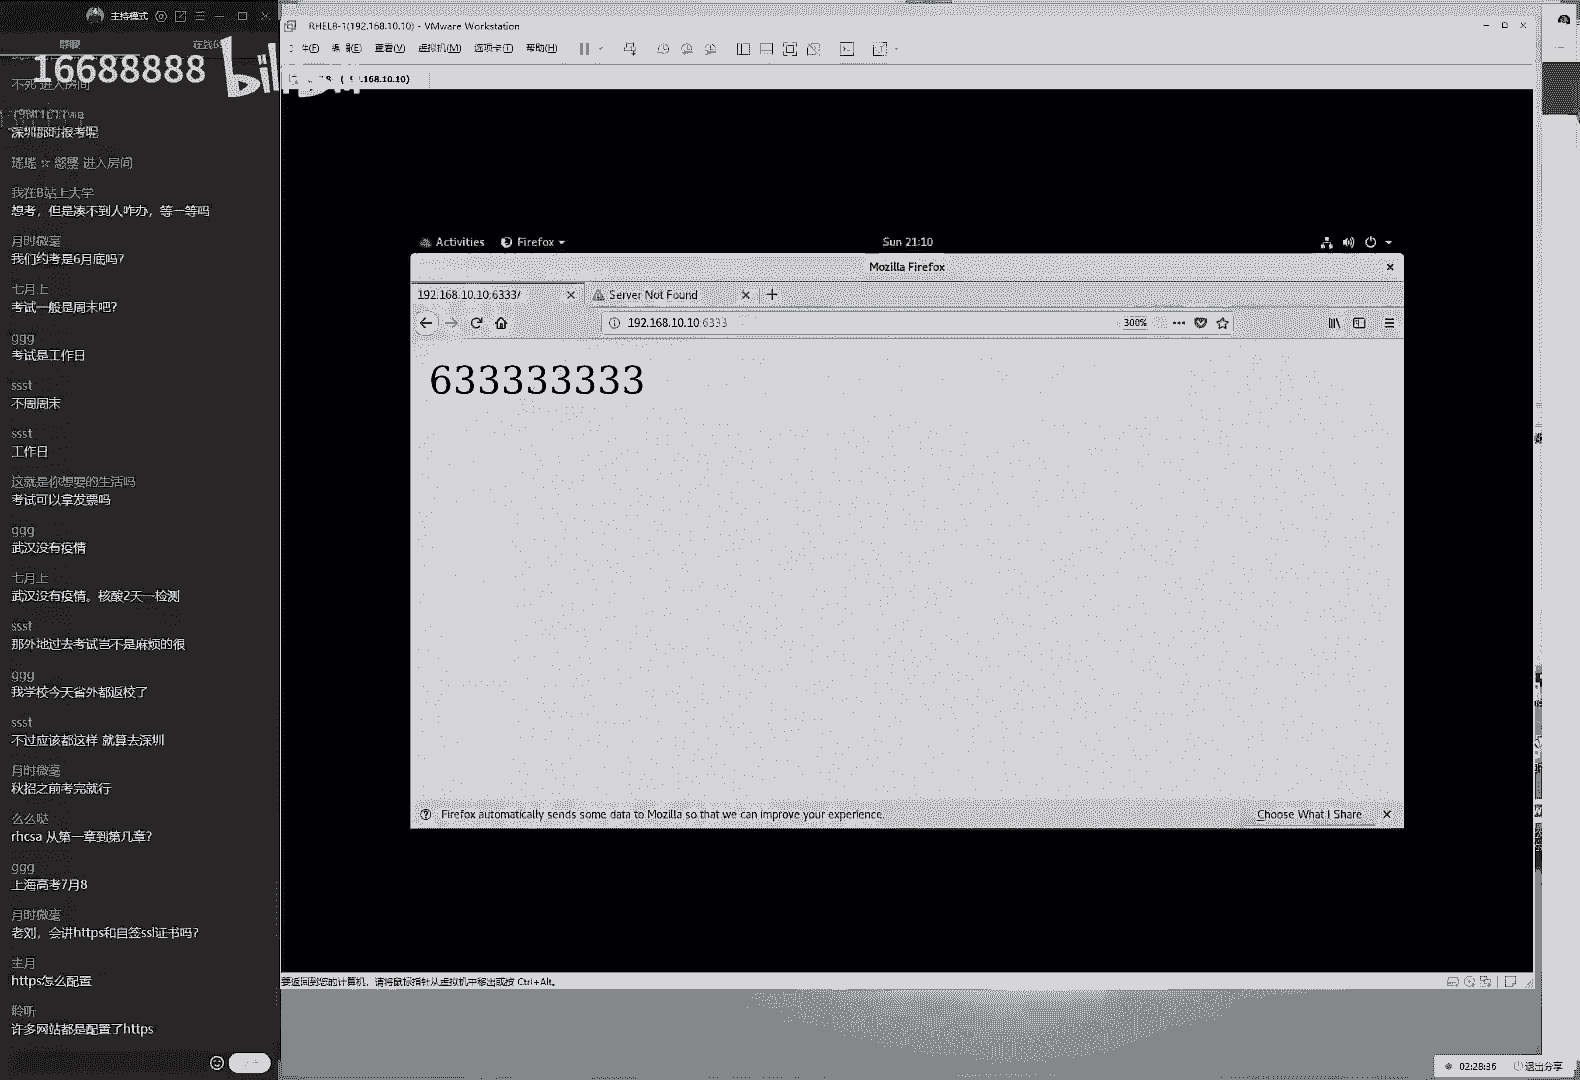 主持模式
16688888
不死 进入房间
深圳那时报考呢
瑶瑶 ☆ 慾壑 进入房间
我在B站上大学
想考，但是凑不到人咋办，等一等吗
月时微毫
我们约考是6月底吗?
七月上
考试一般是周末吧?
ggg
考试是工作日
ssst
不周周末
ssst
工作日
这就是你想要的生活吗
考试可以拿发票吗
ggg
武汉没有疫情
七月上
武汉没有疫情。核酸2天一检测
ssst
那外地过去考试岂不是麻烦的很
ggg
我学校今天省外都返校了
ssst
不过应该都这样 就算去深圳
月时微毫
秋招之前考完就行
么么哒
rhcsa 从第一章到第几章?
ggg
上海高考7月8
月时微毫
老刘，会讲https和自签ssl证书吗?
主月
https怎么配置
聆听
许多网站都是配置了https
RHEL8-1(192.168.10.10) - VMware Workstation
查看(V) 虚拟机(M) 选项卡(T) 帮助(H)
.168.10.10)
Activities Firefox Sun 21:10
Mozilla Firefox
192.168.10.10:6333/ Server Not Found
192.168.10.10:6333 300%
633333333
Firefox automatically sends some data to Mozilla so that we can improve your experience. Choose What I Share
要返回到您的计算机，请将鼠标指针从虚拟机中移出或按 Ctrl+Alt。
02:28:36 退出分享